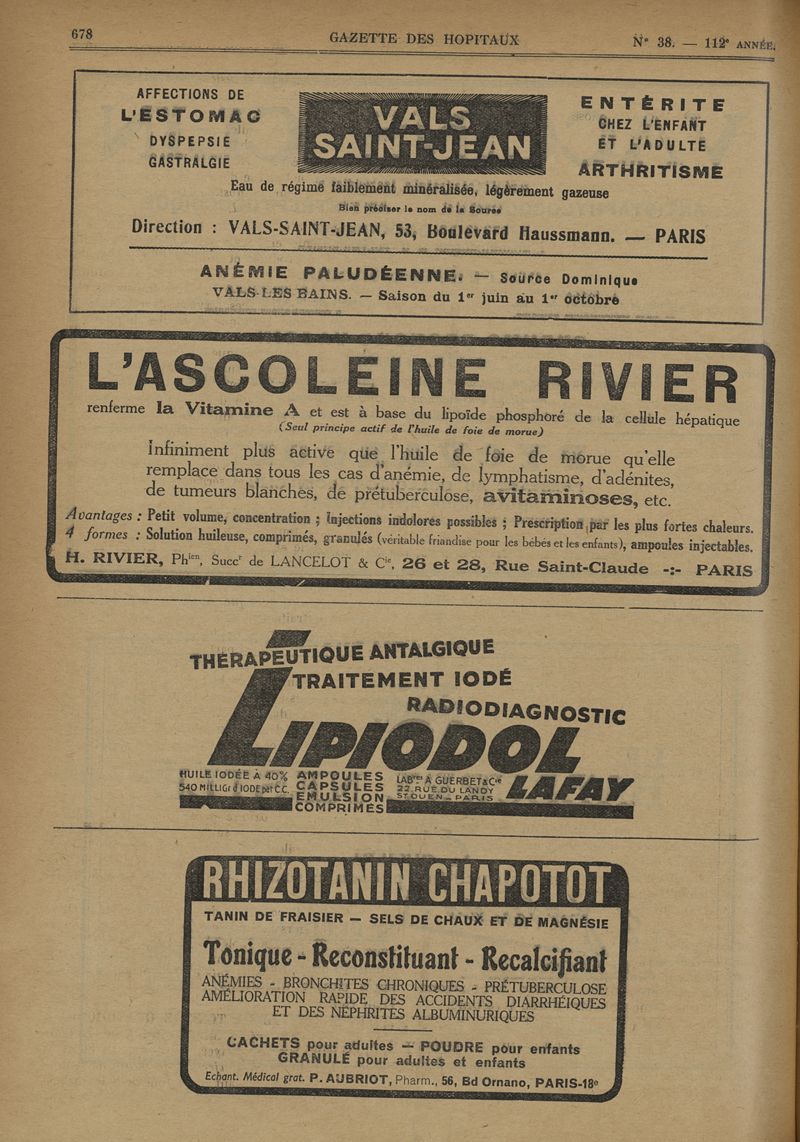 678
GAZETTE DES HOPITAUX
N° 38. — 112e ANNÉE.
AFFECTIONS DE
L'ESTOMAC
DYSPEPSIE
GASTRALGIE
VALS
SAINT-JEAN
ENTÉRITE
CHEZ L'ENFANT
ET L'ADULTE
ARTHRITISME
Eau de régime faiblement minéralisée, légèrement gazeuse
Bien préciser le nom de la Source
Direction : VALS-SAINT-JEAN, 53, Boulevard Haussmann. — PARIS
ANÉMIE PALUDÉENNE. — Source Dominique
VALS-LES BAINS. — Saison du 1er juin au 1er octobre
L'ASCOLÉINE RIVIER
renferme la Vitamine A et est à base du lipoïde phosphoré de la cellule hépatique
(Seul principe actif de l'huile de foie de morue)
Infiniment plus active que l'huile de foie de morue qu'elle
remplace dans tous les cas d'anémie, de lymphatisme, d'adénites,
de tumeurs blanches, de prétuberculose, avitaminoses, etc.
Avantages : Petit volume, concentration ; Injections indolores possibles ; Prescription par les plus fortes chaleurs.
4 formes : Solution huileuse, comprimés, granulés (véritable friandise pour les bébés et les enfants), ampoules injectables.
H. RIVIER, Phien, Succr de LANCELOT & Cie, 26 et 28, Rue Saint-Claude -:- PARIS
THÉRAPEUTIQUE ANTALGIQUE
TRAITEMENT IODÉ
RADIODIAGNOSTIC
LIPIODOL
LAFAY
HUILE IODÉE À 40%
540 MILLIGr d'IODE par C.C.
AMPOULES
CAPSULES
EMULSION
COMPRIMÉS
LABres A GUERBET & Cie
22 RUE DU LANDY
ST OUEN - PARIS
RHIZOTANIN CHAPOTOT
TANIN DE FRAISIER — SELS DE CHAUX ET DE MAGNÉSIE
Tonique - Reconstituant - Recalcifiant
ANÉMIES - BRONCHITES CHRONIQUES - PRÉTUBERCULOSE
AMÉLIORATION RAPIDE DES ACCIDENTS DIARRHÉIQUES
ET DES NÉPHRITES ALBUMINURIQUES
CACHETS pour adultes — POUDRE pour enfants
GRANULÉ pour adultes et enfants
Echant. Médical grat. P. AUBRIOT, Pharm., 56, Bd Ornano, PARIS-18e